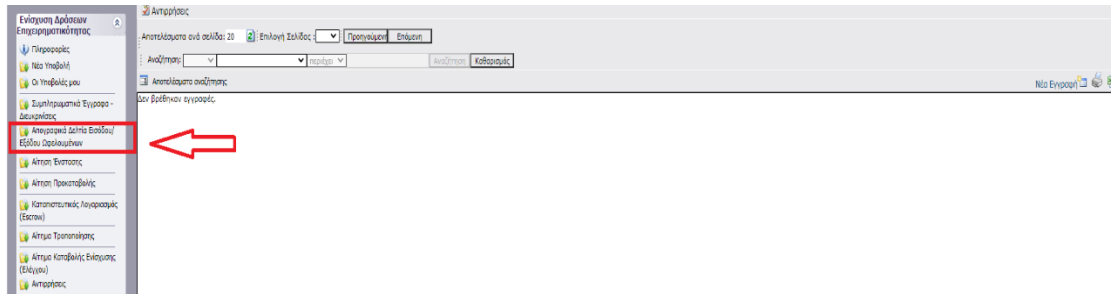 Ενίσχυση Δράσεων
Επιχειρηματικότητας
Πληροφορίες
Νέα Υποβολή
Οι Υποβολές μου
Συμπληρωματικά Έγγραφα -
Διευκρινίσεις
Απογραφικά Δελτία Εισόδου/
Εξόδου Ωφελουμένων
Αίτηση Ένστασης
Αίτηση Προκαταβολής
Καταπιστευτικός Λογαριασμός
(Escrow)
Αίτημα Τροποποίησης
Αίτημα Καταβολής Ενίσχυσης
(Ελέγχου)
Αντιρρήσεις
Αντιρρήσεις
Αποτελέσματα ανά σελίδα: 20 Επιλογή Σελίδας : Προηγούμενη Επόμενη
Αναζήτηση: περιέχει Αναζήτηση Καθαρισμός
Αποτελέσματα αναζήτησης Νέα Εγγραφή
Δεν βρέθηκαν εγγραφές.